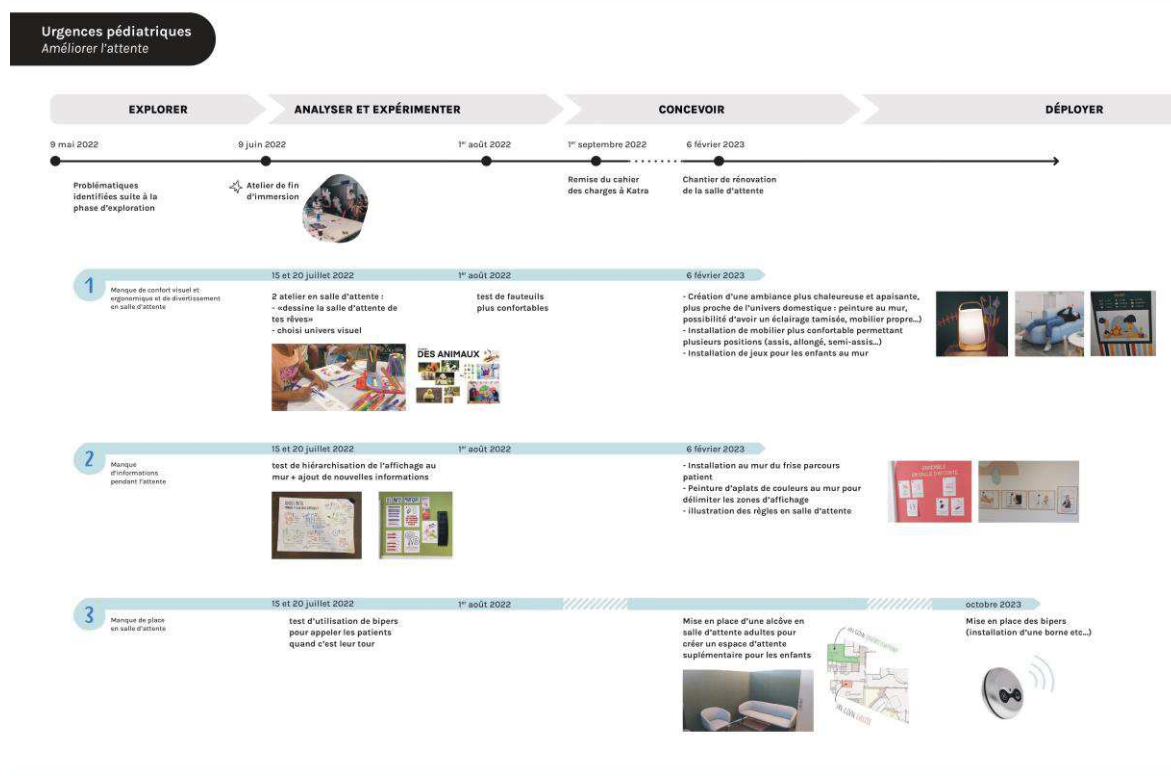 Urgences pédiatriques
Améliorer l'attente
EXPLORER
ANALYSER ET EXPÉRIMENTER
CONCEVOIR
DÉPLOYER
9 mai 2022
9 juin 2022
1er août 2022
1er septembre 2022
6 février 2023
Problématiques
identifiées suite à la
phase d'exploration
Atelier de fin
d'immersion
Remise du cahier
des charges à Katra
Chantier de rénovation
de la salle d'attente
1
Manque de confort visuel et
ergonomique et de divertissement
en salle d'attente
15 et 20 juillet 2022
1er août 2022
6 février 2023
2 atelier en salle d'attente :
- «dessine la salle d'attente de
tes rêves»
- choisi univers visuel
DES ANIMAUX
test de fauteuils
plus confortables
- Création d'une ambiance plus chaleureuse et apaisante,
plus proche de l'univers domestique : peinture au mur,
possibilité d'avoir un éclairage tamisée, mobilier propre...)
- Installation de mobilier plus confortable permettant
plusieurs positions (assis, allongé, semi-assis...)
- Installation de jeux pour les enfants au mur
2
Manque
d'informations
pendant l'attente
15 et 20 juillet 2022
1er août 2022
6 février 2023
test de hiérarchisation de l'affichage au
mur + ajout de nouvelles informations
- Installation au mur du frise parcours
patient
- Peinture d'aplats de couleurs au mur pour
délimiter les zones d'affichage
- illustration des règles en salle d'attente
ENSEMBLE
EN SALLE D'ATTENTE
3
Manque de place
en salle d'attente
15 et 20 juillet 2022
1er août 2022
octobre 2023
test d'utilisation de bipers
pour appeler les patients
quand c'est leur tour
Mise en place d'une alcôve en
salle d'attente adultes pour
créer un espace d'attente
suplémentaire pour les enfants
Mise en place des bipers
(installation d'une borne etc...)